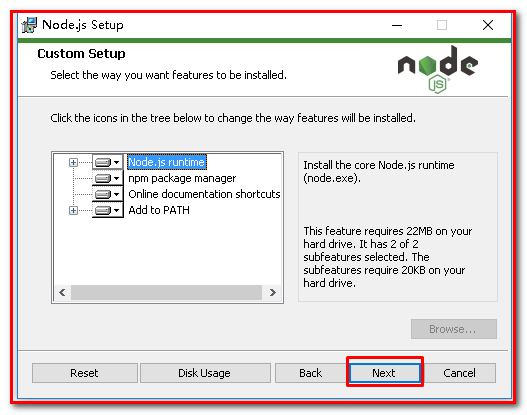 Node.js Setup
Custom Setup
Select the way you want features to be installed.
node
JS
Click the icons in the tree below to change the way features will be installed.
Node.js runtime
npm package manager
Online documentation shortcuts
Add to PATH
Install the core Node.js runtime
(node.exe).
This feature requires 22MB on your
hard drive. It has 2 of 2
subfeatures selected. The
subfeatures require 20KB on your
hard drive.
Browse...
Reset
Disk Usage
Back
Next
Cancel